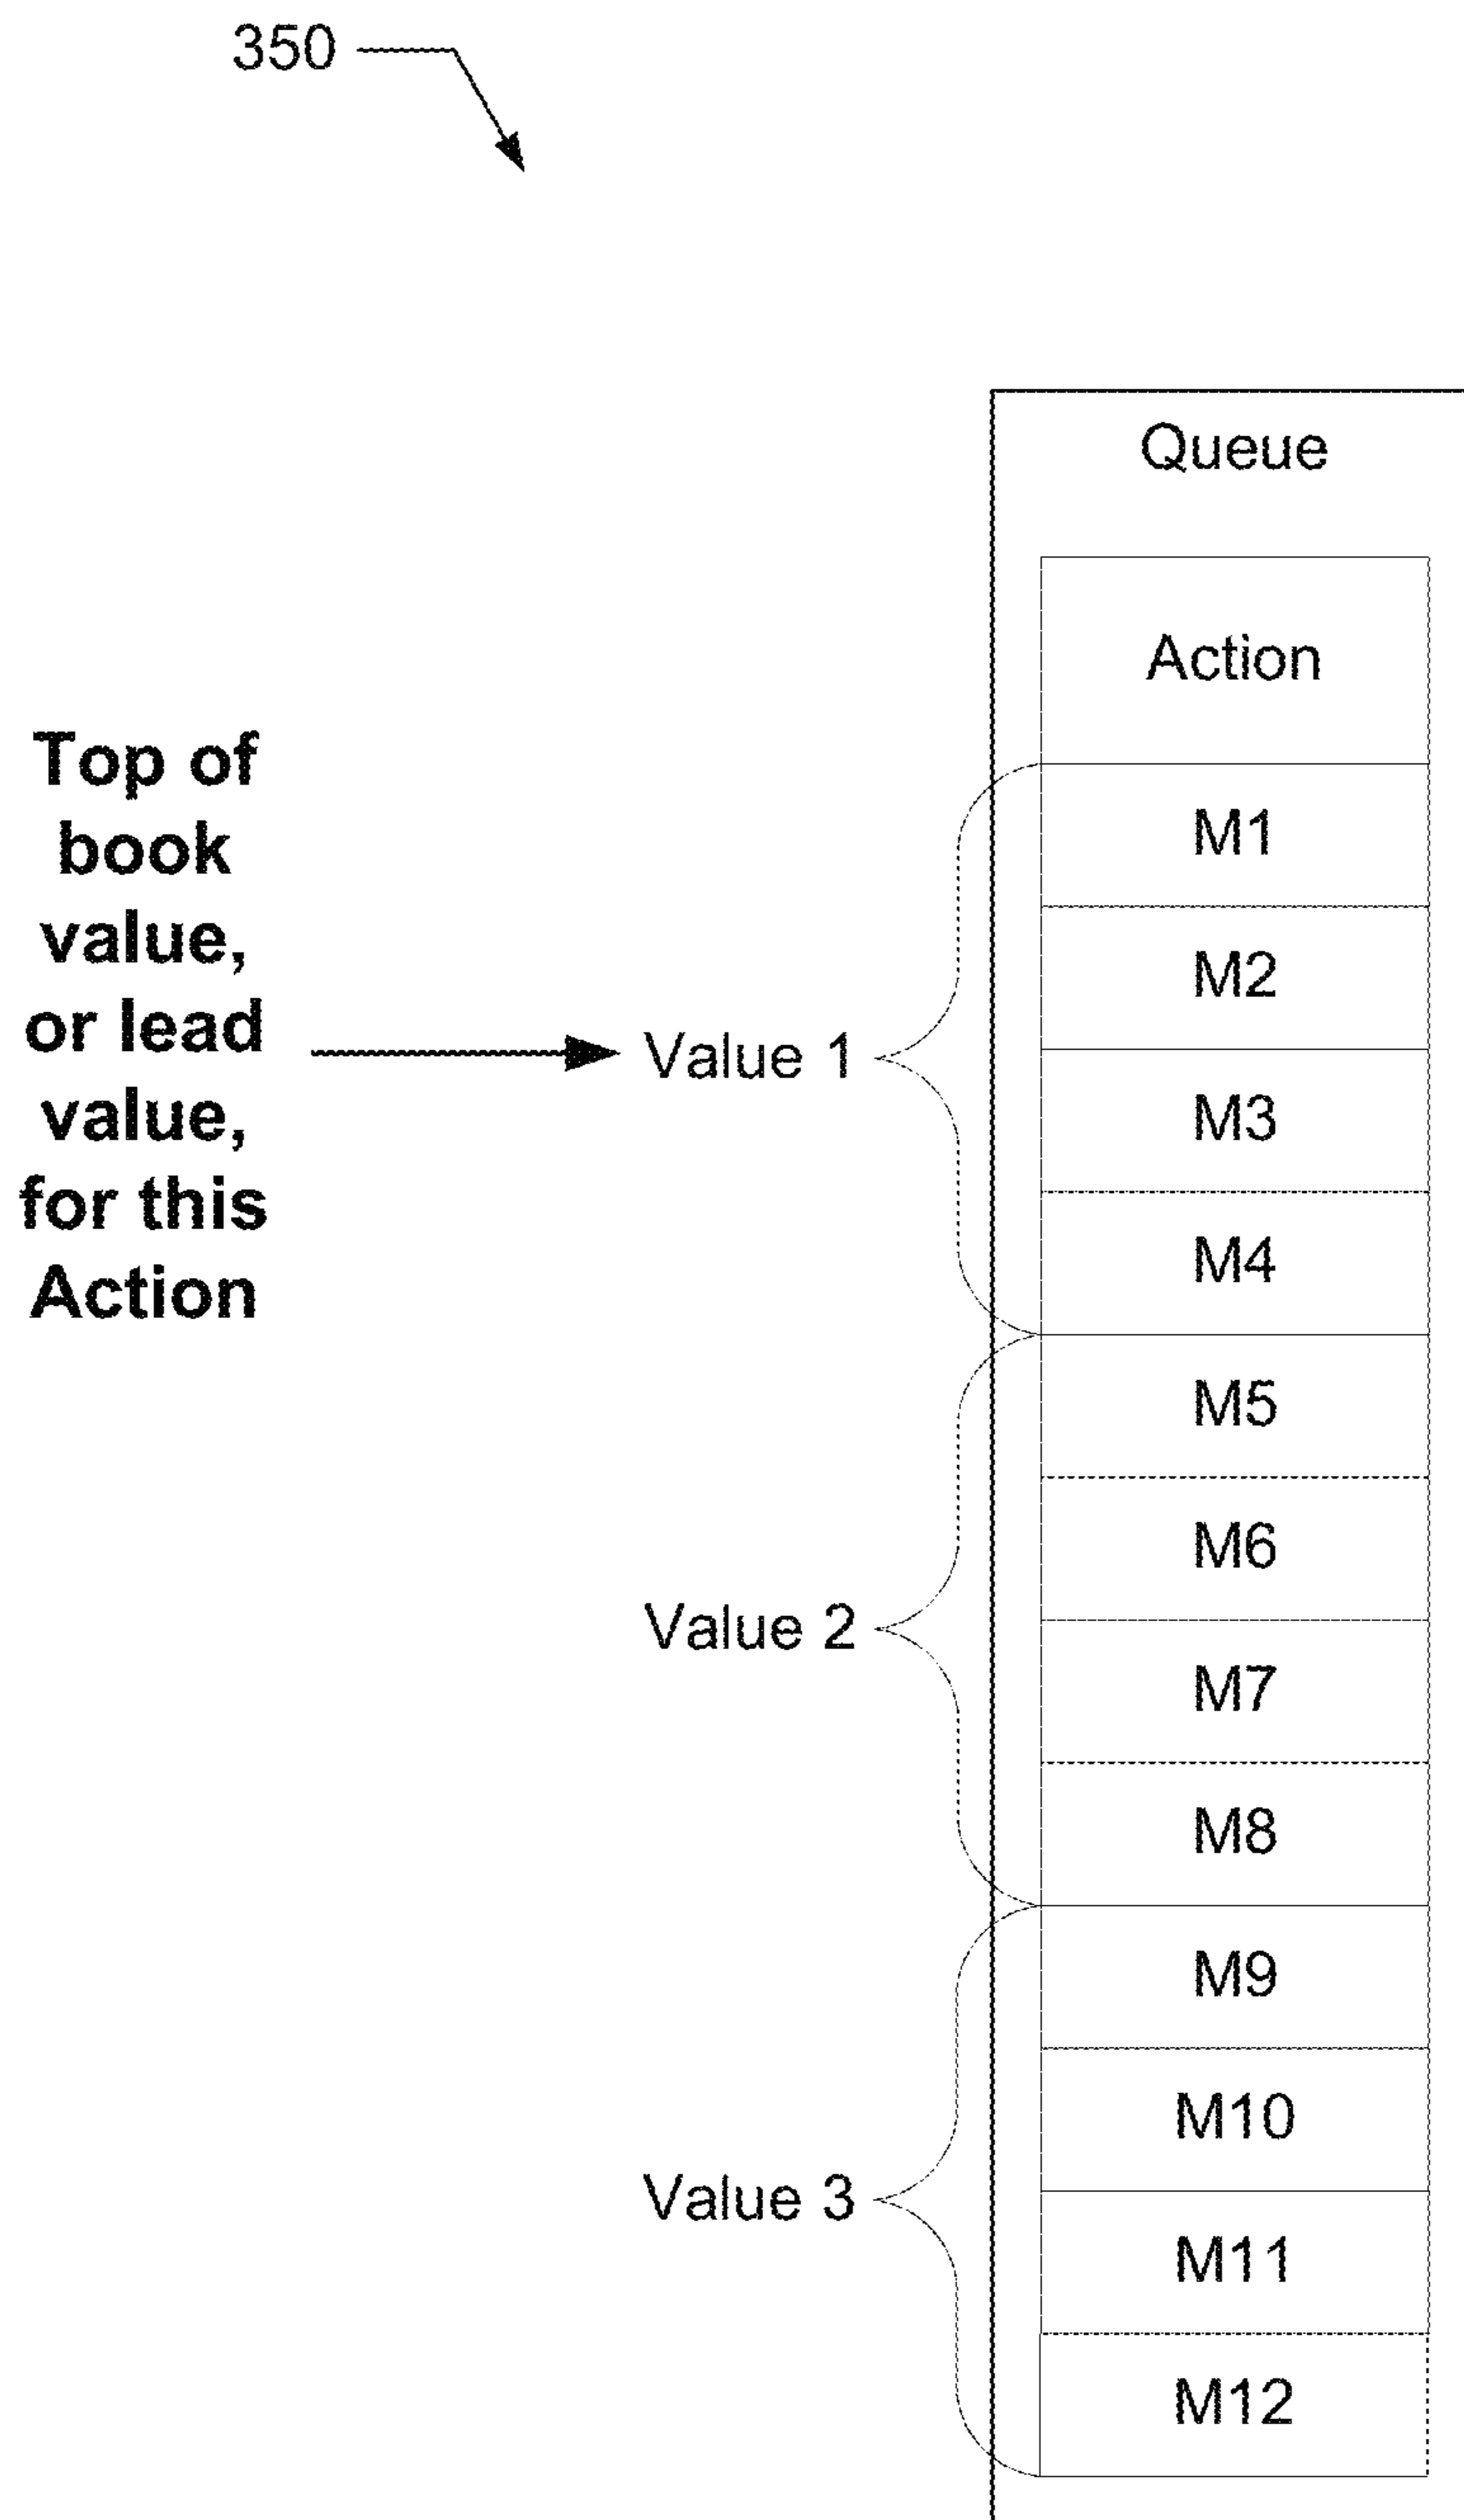 350
Queue
Action
Top of
book
value,
or lead
value,
for this
Action
Value 1
Value 2
Value 3
M1
M2
M3
M4
M5
M6
M7
M8
M9
M10
M11
M12